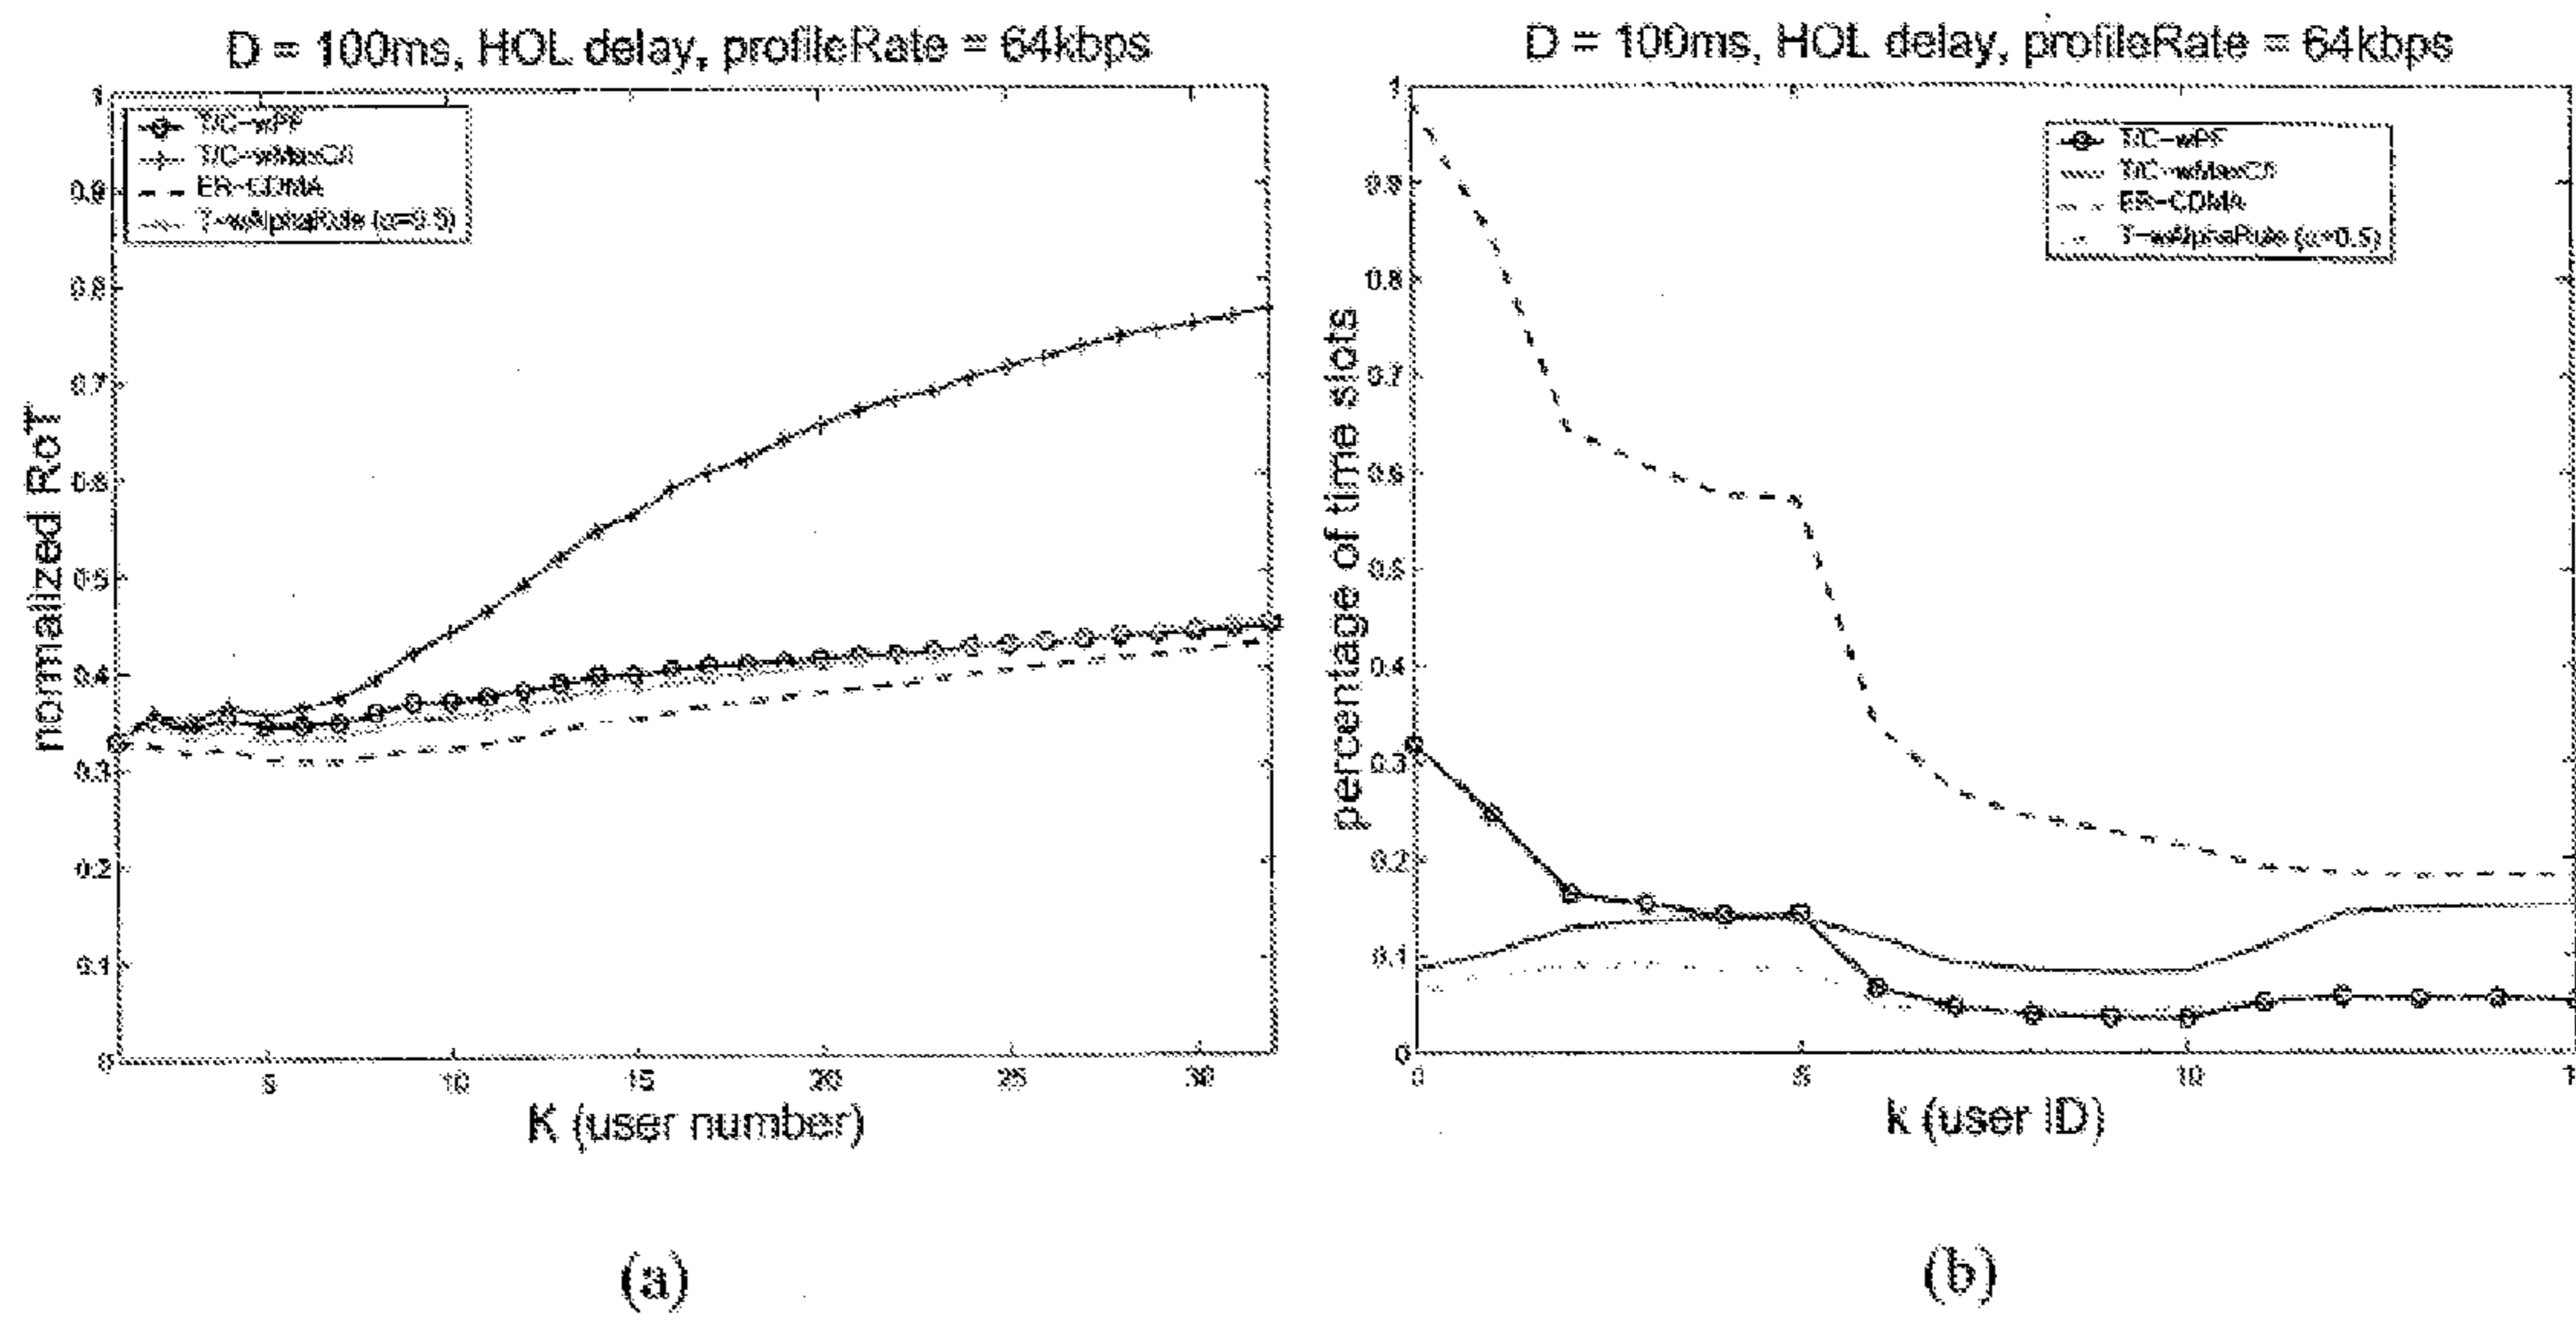 D = 100ms, HOL delay, profileRate = 64kbps
1
0.9
0.8
0.7
0.6
0.5
0.4
0.3
0.2
0.1
0
T/C-wPF
T/C-wMaxC/I
ER-CDMA
T-wAlphaRule (α=0.5)
normalized RoT
5 10 15 20 25 30
K (user number)
(a)
D = 100ms, HOL delay, profileRate = 64kbps
1
0.9
0.8
0.7
0.6
0.5
0.4
0.3
0.2
0.1
0
T/C-wPF
T/C-wMaxC/I
ER-CDMA
T-wAlphaRule (α=0.5)
percentage of time slots
0 5 10
k (user ID)
(b)